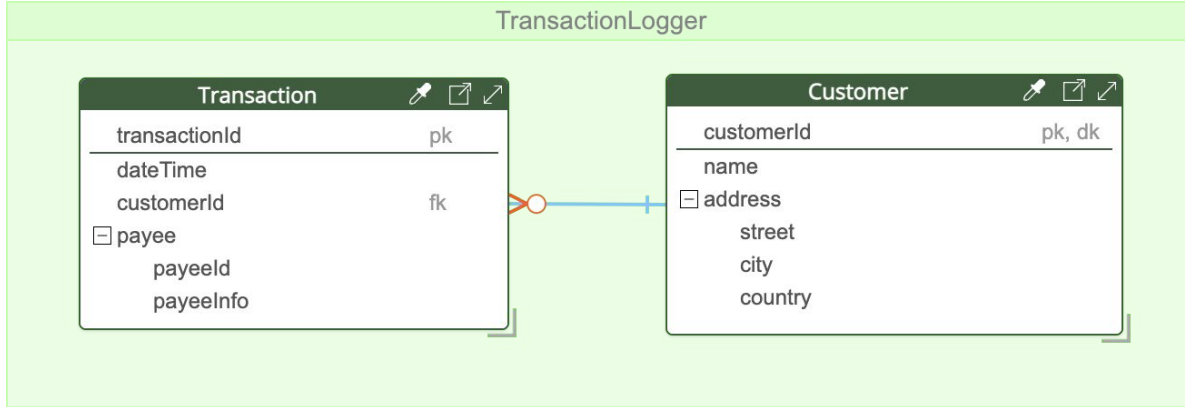 TransactionLogger
Transaction
transactionId pk
dateTime
customerId fk
payee
payeeId
payeeInfo
Customer
customerId pk, dk
name
address
street
city
country